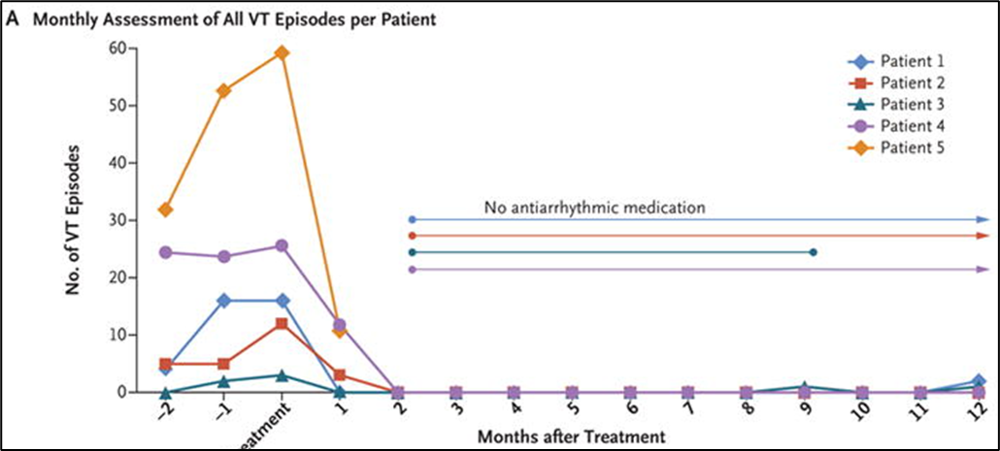 A Monthly Assessment of All VT Episodes per Patient
60
50
40
30
20
10
0
No. of VT Episodes
Patient 1
Patient 2
Patient 3
Patient 4
Patient 5
No antiarrhythmic medication
−2
−1
eatment
1
2
3
4
5
6
7
8
9
10
11
12
Months after Treatment